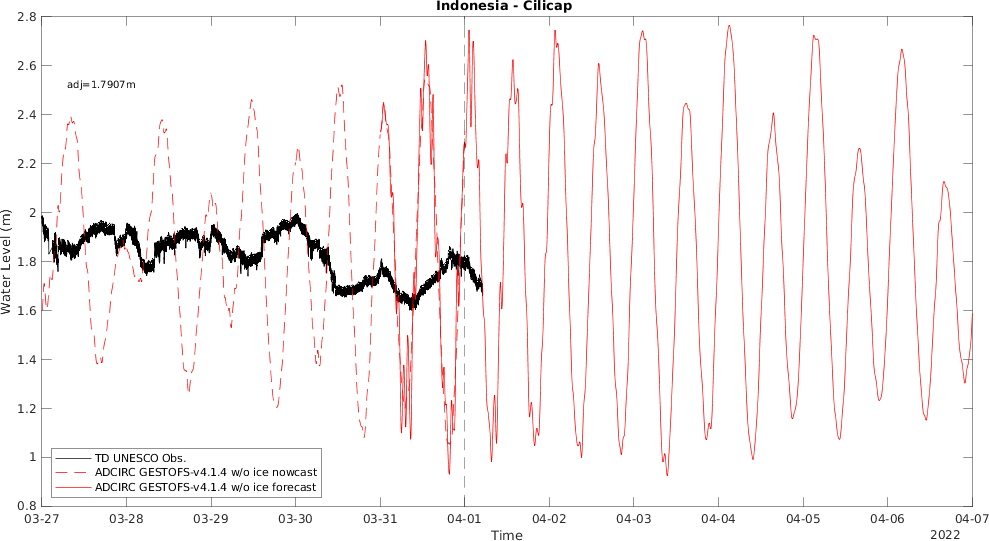 Indonesia - Cilicap
2.8
2.6
2.4
2.2
2
1.8
1.6
1.4
1.2
1
0.8
Water Level (m)
adj=1.7907m
TD UNESCO Obs.
ADCIRC GESTOFS-v4.1.4 w/o ice nowcast
ADCIRC GESTOFS-v4.1.4 w/o ice forecast
03-27 03-28 03-29 03-30 03-31 04-01 04-02 04-03 04-04 04-05 04-06 04-07
Time
2022